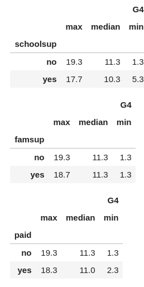 G4
max median min
schoolsup
no 19.3 11.3 1.3
yes 17.7 10.3 5.3
G4
max median min
famsup
no 19.3 11.3 1.3
yes 18.7 11.3 1.3
G4
max median min
paid
no 19.3 11.3 1.3
yes 18.3 11.0 2.3